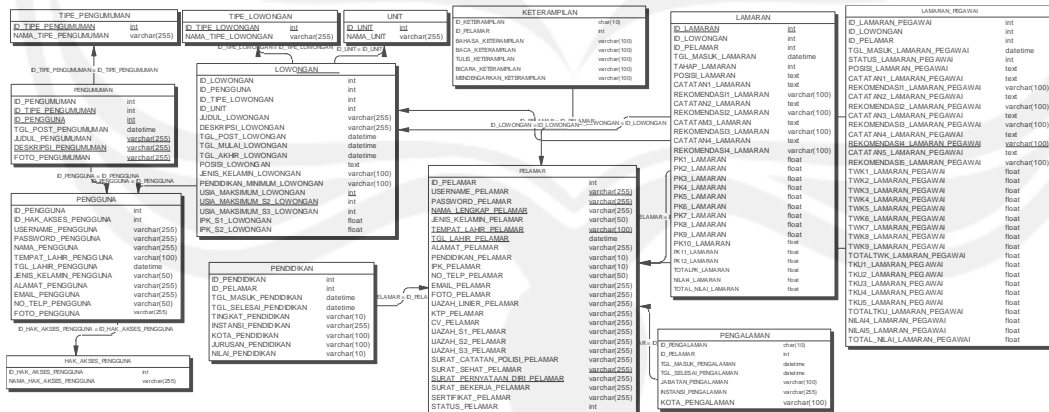 TIPE_PENGUMUMAN
ID_TIPE_PENGUMUMAN int
NAMA_TIPE_PENGUMUMAN varchar(255)
TIPE_LOWONGAN
ID_TIPE_LOWONGAN int
NAMA_TIPE_LOWONGAN varchar(255)
UNIT
ID_UNIT int
NAMA_UNIT varchar(255)
ID_TIPE_PENGUMUMAN = ID_TIPE_PENGUMUMAN
ID_TIPE_LOWONGAN = ID_TIPE_LOWONGAN
ID_UNIT = ID_UNIT
KETERAMPILAN
ID_KETERAMPILAN char(10)
ID_PELAMAR int
BAHASA_KETERAMPILAN varchar(100)
BACA_KETERAMPILAN varchar(100)
TULIS_KETERAMPILAN varchar(100)
BICARA_KETERAMPILAN varchar(100)
MENDENGARKAN_KETERAMPILAN varchar(100)
LAMARAN
ID_LAMARAN int
ID_LOWONGAN int
ID_PELAMAR int
TGL_MASUK_LAMARAN datetime
TAHAP_LAMARAN int
POSISI_LAMARAN text
CATATAN1_LAMARAN text
REKOMENDASI1_LAMARAN varchar(100)
CATATAN2_LAMARAN text
REKOMENDASI2_LAMARAN varchar(100)
CATATAM3_LAMARAN text
REKOMENDASI3_LAMARAN varchar(100)
CATATAN4_LAMARAN text
REKOMENDASI4_LAMARAN varchar(100)
PK1_LAMARAN float
PK2_LAMARAN float
PK3_LAMARAN float
PK4_LAMARAN float
PK5_LAMARAN float
PK6_LAMARAN float
PK7_LAMARAN float
PK8_LAMARAN float
PK9_LAMARAN float
PK10_LAMARAN float
PK11_LAMARAN float
PK12_LAMARAN float
TOTALPK_LAMARAN float
NILAI4_LAMARAN float
TOTAL_NILAI_LAMARAN float
LAMARAN_PEGAWAI
ID_LAMARAN_PEGAWAI int
ID_LOWONGAN int
ID_PELAMAR int
TGL_MASUK_LAMARAN_PEGAWAI datetime
STATUS_LAMARAN_PEGAWAI int
POSISI_LAMARAN_PEGAWAI text
CATATAN1_LAMARAN_PEGAWAI text
REKOMENDASI1_LAMARAN_PEGAWAI varchar(100)
CATATAN2_LAMARAN_PEGAWAI text
REKOMENDASI2_LAMARAN_PEGAWAI varchar(100)
CATATAN3_LAMARAN_PEGAWAI text
REKOMENDASI3_LAMARAN_PEGAWAI varchar(100)
CATATAN4_LAMARAN_PEGAWAI text
REKOMENDASI4_LAMARAN_PEGAWAI varchar(100)
CATATAN5_LAMARAN_PEGAWAI text
REKOMENDASI5_LAMARAN_PEGAWAI varchar(100)
TWK1_LAMARAN_PEGAWAI float
TWK2_LAMARAN_PEGAWAI float
TWK3_LAMARAN_PEGAWAI float
TWK4_LAMARAN_PEGAWAI float
TWK5_LAMARAN_PEGAWAI float
TWK6_LAMARAN_PEGAWAI float
TWK7_LAMARAN_PEGAWAI float
TWK8_LAMARAN_PEGAWAI float
TWK9_LAMARAN_PEGAWAI float
TOTALTWK_LAMARAN_PEGAWAI float
TKU1_LAMARAN_PEGAWAI float
TKU2_LAMARAN_PEGAWAI float
TKU3_LAMARAN_PEGAWAI float
TKU4_LAMARAN_PEGAWAI float
TKU5_LAMARAN_PEGAWAI float
TOTALTKU_LAMARAN_PEGAWAI float
NILAI4_LAMARAN_PEGAWAI float
NILAI5_LAMARAN_PEGAWAI float
TOTAL_NILAI_LAMARAN_PEGAWAI float
PENGUMUMAN
ID_PENGUMUMAN int
ID_TIPE_PENGUMUMAN int
ID_PENGGUNA int
TGL_POST_PENGUMUMAN datetime
JUDUL_PENGUMUMAN varchar(255)
DESKRIPSI_PENGUMUMAN varchar(255)
FOTO_PENGUMUMAN varchar(255)
LOWONGAN
ID_LOWONGAN int
ID_PENGGUNA int
ID_TIPE_LOWONGAN int
ID_UNIT int
JUDUL_LOWONGAN varchar(255)
DESKRIPSI_LOWONGAN varchar(255)
TGL_POST_LOWONGAN datetime
TGL_MULAI_LOWONGAN datetime
TGL_AKHIR_LOWONGAN datetime
POSISI_LOWONGAN text
JENIS_KELAMIN_LOWONGAN varchar(100)
PENDIDIKAN_MINIMUM_LOWONGAN varchar(100)
USIA_MAKSIMUM_LOWONGAN int
USIA_MAKSIMUM_S2_LOWONGAN int
USIA_MAKSIMUM_S3_LOWONGAN int
IPK_S1_LOWONGAN float
IPK_S2_LOWONGAN float
ID_LOWONGAN = ID_LOWONGAN
ID_PENGGUNA = ID_PENGGUNA
PENGGUNA
ID_PENGGUNA int
ID_HAK_AKSES_PENGGUNA int
USERNAME_PENGGUNA varchar(255)
PASSWORD_PENGGUNA varchar(255)
NAMA_PENGGUNA varchar(255)
TEMPAT_LAHIR_PENGGUNA varchar(100)
TGL_LAHIR_PENGGUNA datetime
JENIS_KELAMIN_PENGGUNA varchar(50)
ALAMAT_PENGGUNA varchar(255)
EMAIL_PENGGUNA varchar(255)
NO_TELP_PENGGUNA varchar(50)
FOTO_PENGGUNA varchar(255)
ID_HAK_AKSES_PENGGUNA = ID_HAK_AKSES_PENGGUNA
HAK_AKSES_PENGGUNA
ID_HAK_AKSES_PENGGUNA int
NAMA_HAK_AKSES_PENGGUNA varchar(255)
PENDIDIKAN
ID_PENDIDIKAN int
ID_PELAMAR int
TGL_MASUK_PENDIDIKAN datetime
TGL_SELESAI_PENDIDIKAN datetime
TINGKAT_PENDIDIKAN varchar(10)
INSTANSI_PENDIDIKAN varchar(255)
KOTA_PENDIDIKAN varchar(100)
JURUSAN_PENDIDIKAN varchar(100)
NILAI_PENDIDIKAN varchar(10)
PELAMAR
ID_PELAMAR int
USERNAME_PELAMAR varchar(255)
PASSWORD_PELAMAR varchar(255)
NAMA_LENGKAP_PELAMAR varchar(255)
JENIS_KELAMIN_PELAMAR varchar(50)
TEMPAT_LAHIR_PELAMAR varchar(100)
TGL_LAHIR_PELAMAR datetime
ALAMAT_PELAMAR varchar(255)
PENDIDIKAN_PELAMAR varchar(10)
IPK_PELAMAR varchar(10)
NO_TELP_PELAMAR varchar(50)
EMAIL_PELAMAR varchar(255)
FOTO_PELAMAR varchar(255)
IJAZAH_LINIER_PELAMAR varchar(255)
KTP_PELAMAR varchar(255)
CV_PELAMAR varchar(255)
IJAZAH_S1_PELAMAR varchar(255)
IJAZAH_S2_PELAMAR varchar(255)
IJAZAH_S3_PELAMAR varchar(255)
SURAT_CATATAN_POLISI_PELAMAR varchar(255)
SURAT_SEHAT_PELAMAR varchar(255)
SURAT_PERNYATAAN_DIRI_PELAMAR varchar(255)
SURAT_BEKERJA_PELAMAR varchar(255)
SERTIFIKAT_PELAMAR varchar(255)
STATUS_PELAMAR int
PENGALAMAN
ID_PENGALAMAN char(10)
ID_PELAMAR int
TGL_MASUK_PENGALAMAN datetime
TGL_SELESAI_PENGALAMAN datetime
JABATAN_PENGALAMAN varchar(100)
INSTANSI_PENGALAMAN varchar(255)
KOTA_PENGALAMAN varchar(100)